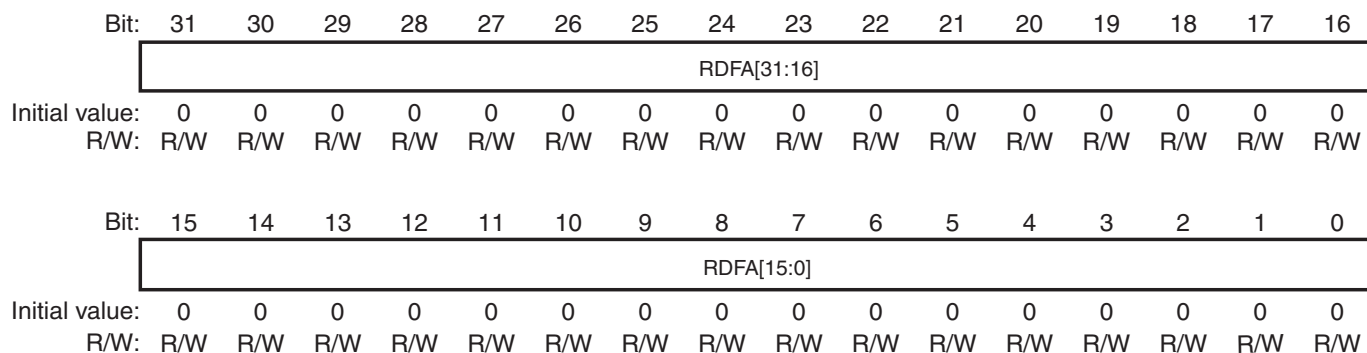 Bit: 31 30 29 28 27 26 25 24 23 22 21 20 19 18 17 16
RDFA[31:16]
Initial value: 0 0 0 0 0 0 0 0 0 0 0 0 0 0 0 0
R/W: R/W R/W R/W R/W R/W R/W R/W R/W R/W R/W R/W R/W R/W R/W R/W R/W
Bit: 15 14 13 12 11 10 9 8 7 6 5 4 3 2 1 0
RDFA[15:0]
Initial value: 0 0 0 0 0 0 0 0 0 0 0 0 0 0 0 0
R/W: R/W R/W R/W R/W R/W R/W R/W R/W R/W R/W R/W R/W R/W R/W R/W R/W